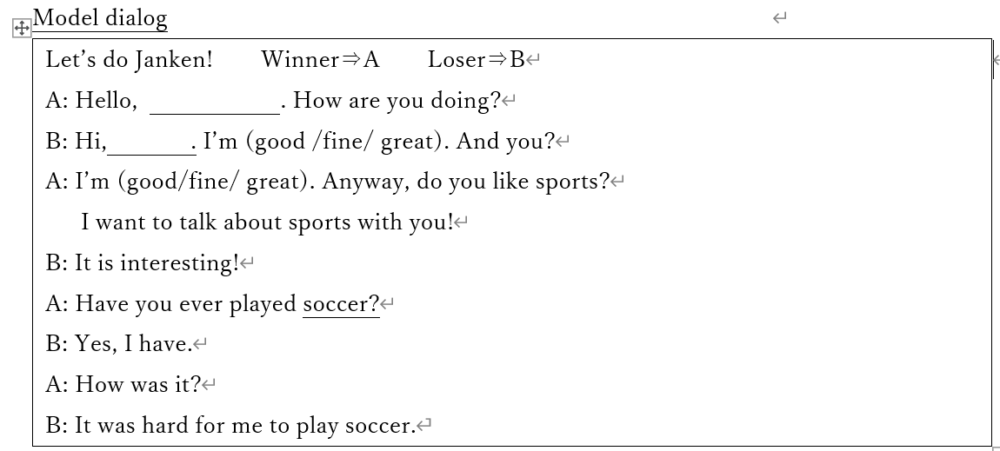 Model dialog
Let’s do Janken!　　Winner⇒A　　Loser⇒B
A: Hello, ___________. How are you doing?
B: Hi,________. I’m (good /fine/ great). And you?
A: I’m (good/fine/ great). Anyway, do you like sports?
I want to talk about sports with you!
B: It is interesting!
A: Have you ever played soccer?
B: Yes, I have.
A: How was it?
B: It was hard for me to play soccer.